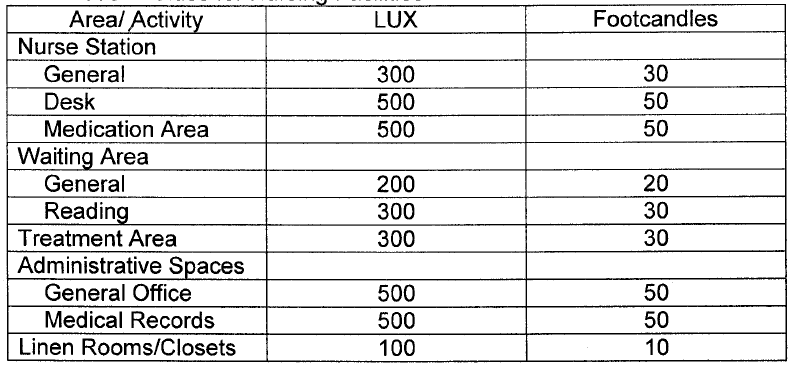 Area/ Activity LUX Footcandles
Nurse Station
General 300 30
Desk 500 50
Medication Area 500 50
Waiting Area
General 200 20
Reading 300 30
Treatment Area 300 30
Administrative Spaces
General Office 500 50
Medical Records 500 50
Linen Rooms/Closets 100 10